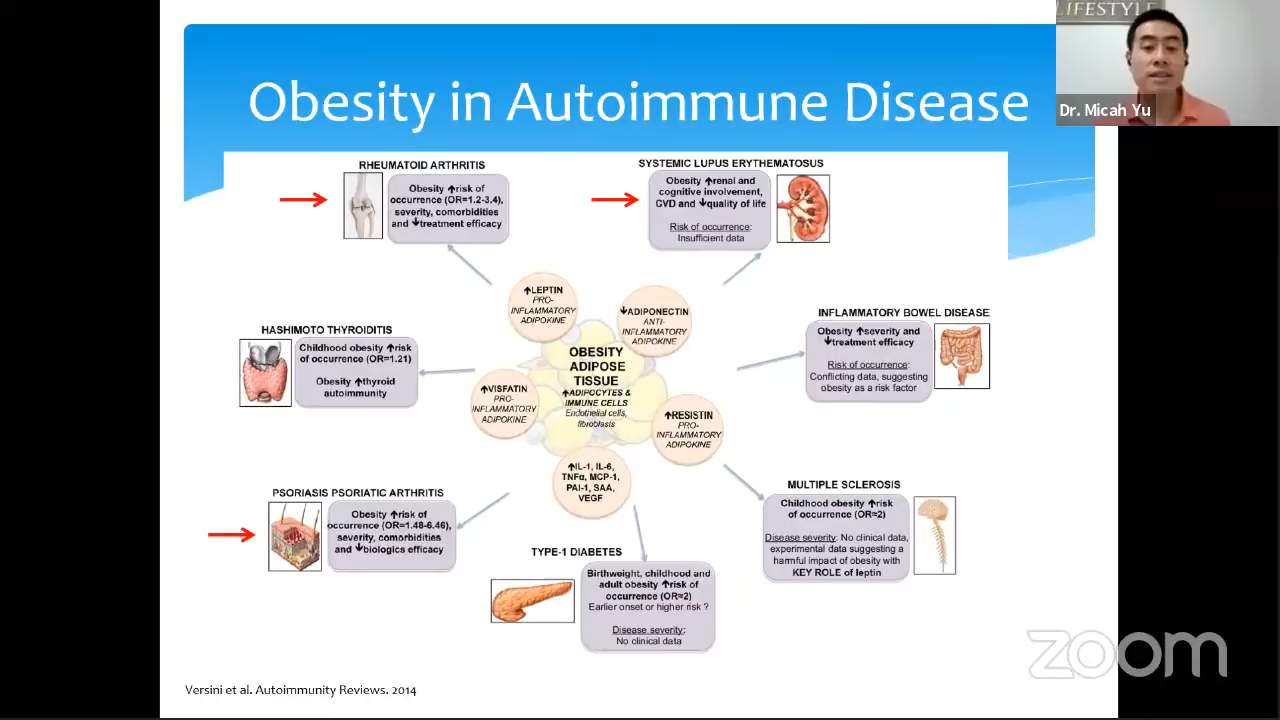 LIFESTYLE
Dr. Micah Yu
Obesity in Autoimmune Disease
RHEUMATOID ARTHRITIS
Obesity ↑risk of
occurrence (OR=1.2-3.4),
severity, comorbidities
and ↓treatment efficacy
SYSTEMIC LUPUS ERYTHEMATOSUS
Obesity ↑renal and
cognitive involvement,
CVD and ↓quality of life
Risk of occurrence:
Insufficient data
↑LEPTIN
PRO-
INFLAMMATORY
ADIPOKINE
↓ADIPONECTIN
ANTI-
INFLAMMATORY
ADIPOKINE
HASHIMOTO THYROIDITIS
Childhood obesity ↑risk
of occurrence (OR=1.21)
Obesity ↑thyroid
autoimmunity
INFLAMMATORY BOWEL DISEASE
Obesity ↑severity and
↓treatment efficacy
Risk of occurrence:
Conflicting data, suggesting
obesity as a risk factor
OBESITY
ADIPOSE
TISSUE
↑ADIPOCYTES &
IMMUNE CELLS
Endothelial cells,
fibroblasts
↑VISFATIN
PRO-
INFLAMMATORY
ADIPOKINE
↑RESISTIN
PRO-
INFLAMMATORY
ADIPOKINE
↑IL-1, IL-6,
TNFα, MCP-1,
PAI-1, SAA,
VEGF
PSORIASIS PSORIATIC ARTHRITIS
Obesity ↑risk of
occurrence (OR=1.48-6.46),
severity, comorbidities
and ↓biologics efficacy
MULTIPLE SCLEROSIS
Childhood obesity ↑risk
of occurrence (OR≈2)
Disease severity: No clinical data,
experimental data suggesting a
harmful impact of obesity with
KEY ROLE of leptin
TYPE-1 DIABETES
Birthweight, childhood and
adult obesity ↑risk of
occurrence (OR≈2)
Earlier onset or higher risk ?
Disease severity:
No clinical data
zoom
Versini et al. Autoimmunity Reviews. 2014